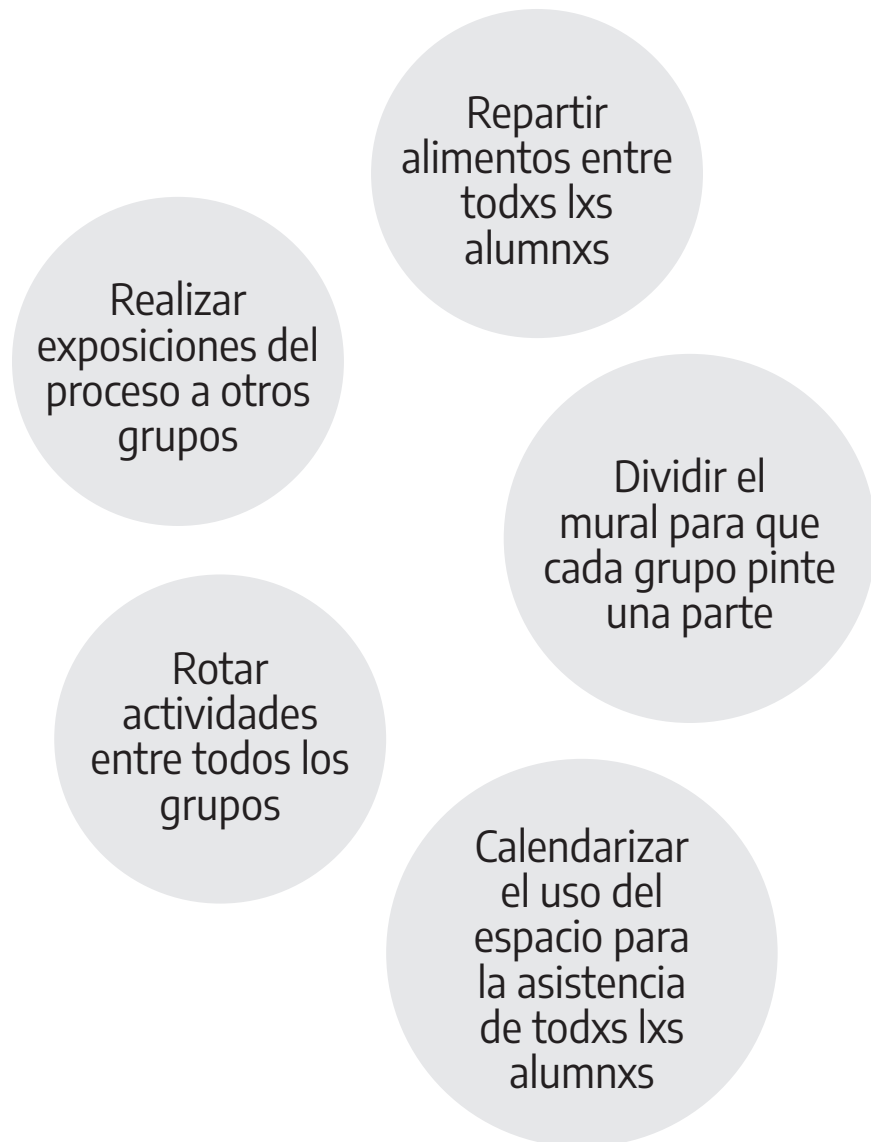 Repartir
alimentos entre
todxs lxs
alumnxs
Realizar
exposiciones del
proceso a otros
grupos
Dividir el
mural para que
cada grupo pinte
una parte
Rotar
actividades
entre todos los
grupos
Calendarizar
el uso del
espacio para
la asistencia
de todxs lxs
alumnxs